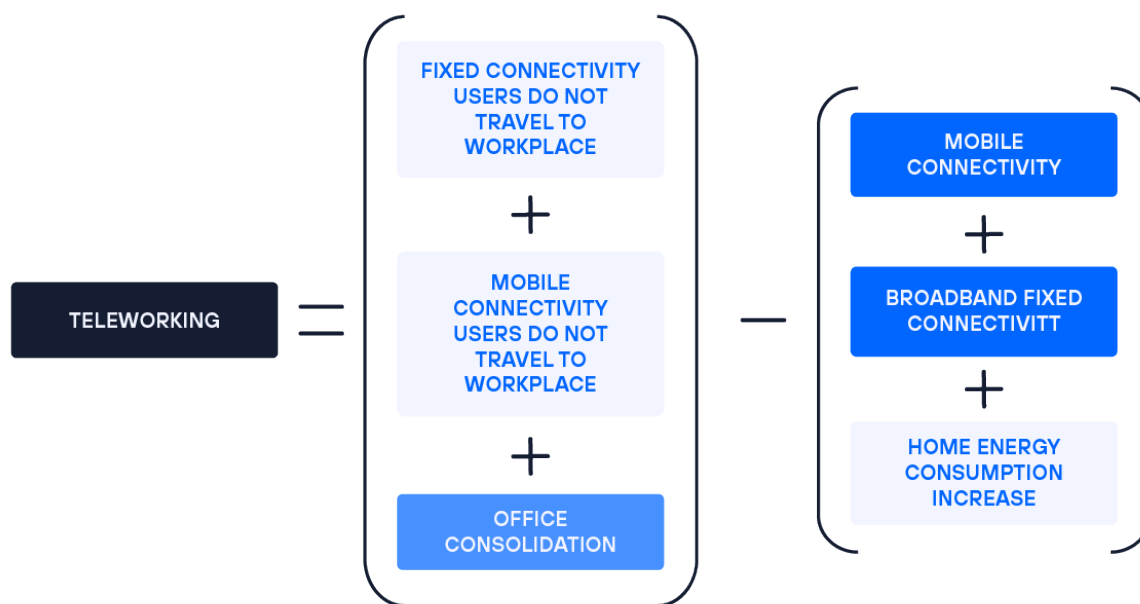 TELEWORKING
=
FIXED CONNECTIVITY
USERS DO NOT
TRAVEL TO
WORKPLACE
+
MOBILE
CONNECTIVITY
USERS DO NOT
TRAVEL TO
WORKPLACE
+
OFFICE
CONSOLIDATION
—
MOBILE
CONNECTIVITY
+
BROADBAND FIXED
CONNECTIVITT
+
HOME ENERGY
CONSUMPTION
INCREASE